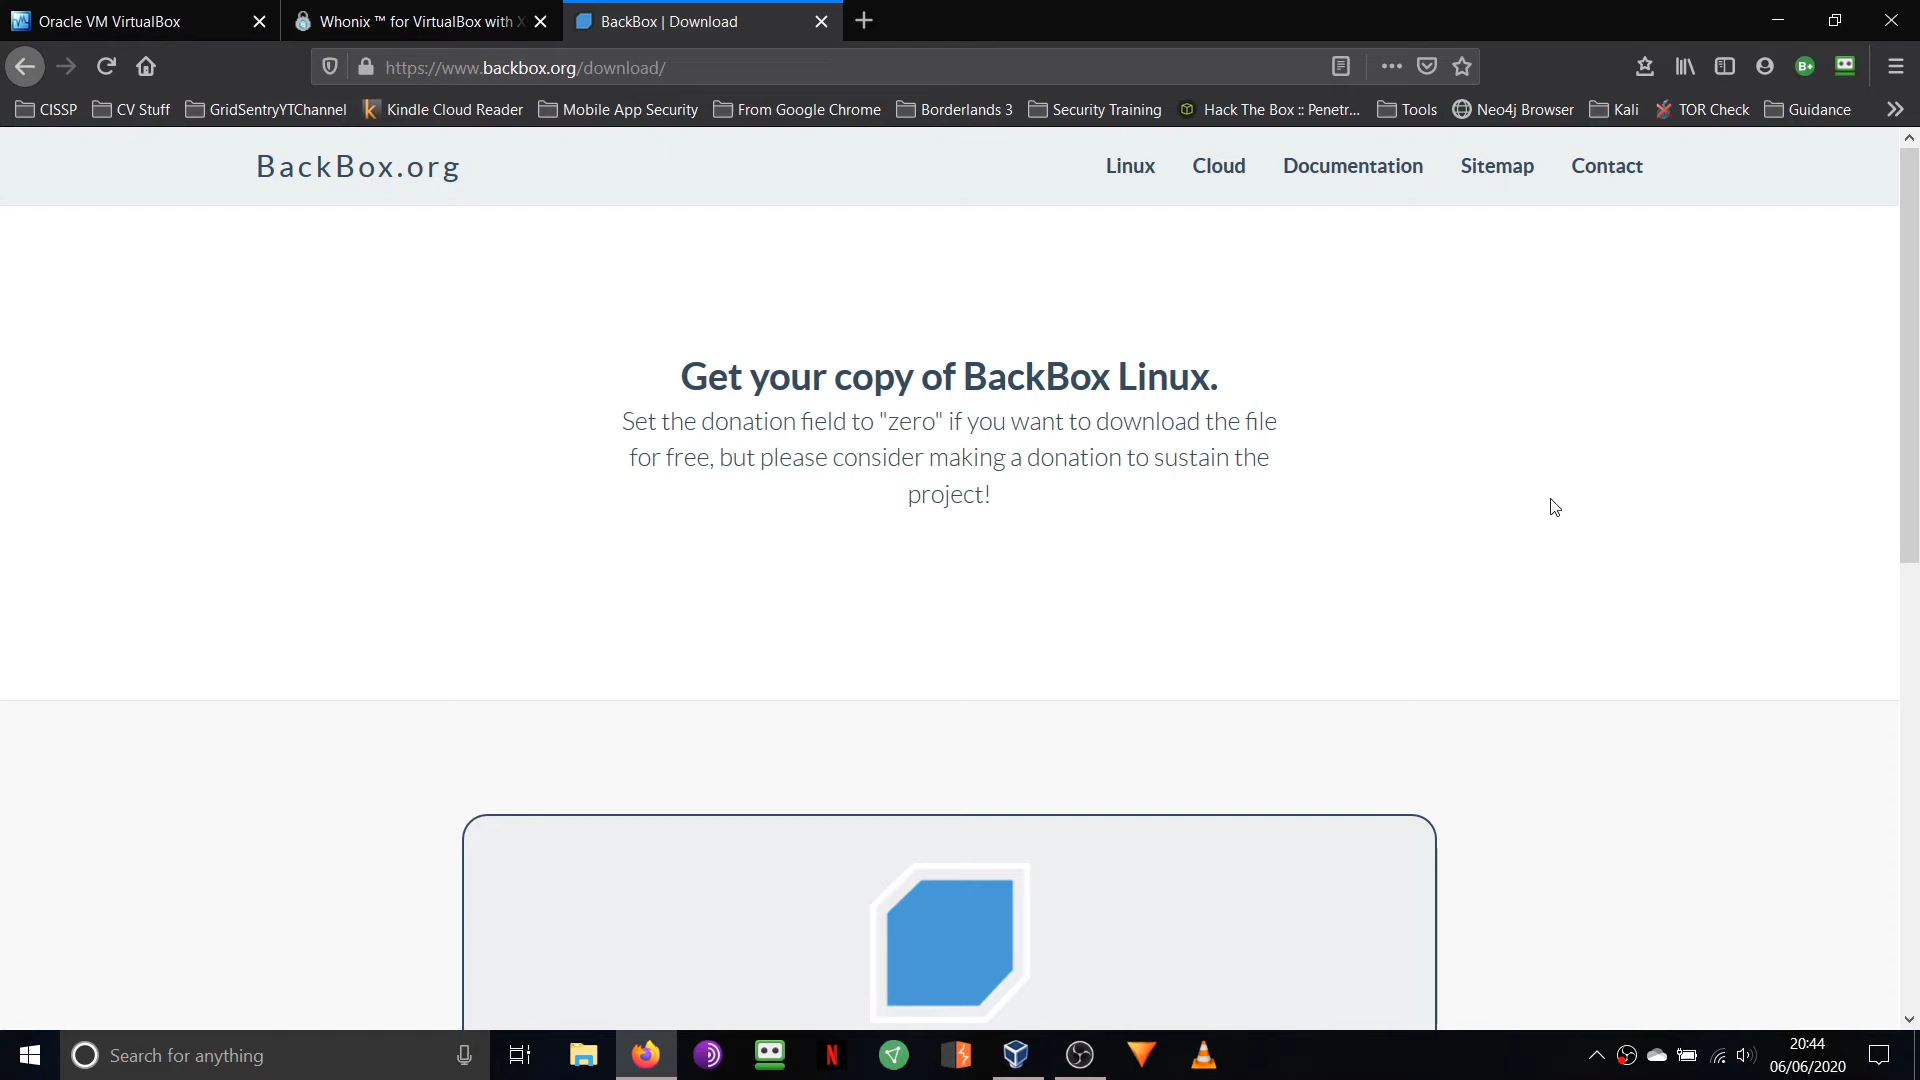 Oracle VM VirtualBox
Whonix ™ for VirtualBox with X
BackBox | Download
https://www.backbox.org/download/
CISSP
CV Stuff
GridSentryYTChannel
Kindle Cloud Reader
Mobile App Security
From Google Chrome
Borderlands 3
Security Training
Hack The Box :: Penetr...
Tools
Neo4j Browser
Kali
TOR Check
Guidance
BackBox.org
Linux
Cloud
Documentation
Sitemap
Contact
Get your copy of BackBox Linux.
Set the donation field to "zero" if you want to download the file
for free, but please consider making a donation to sustain the
project!
Search for anything
20:44
06/06/2020